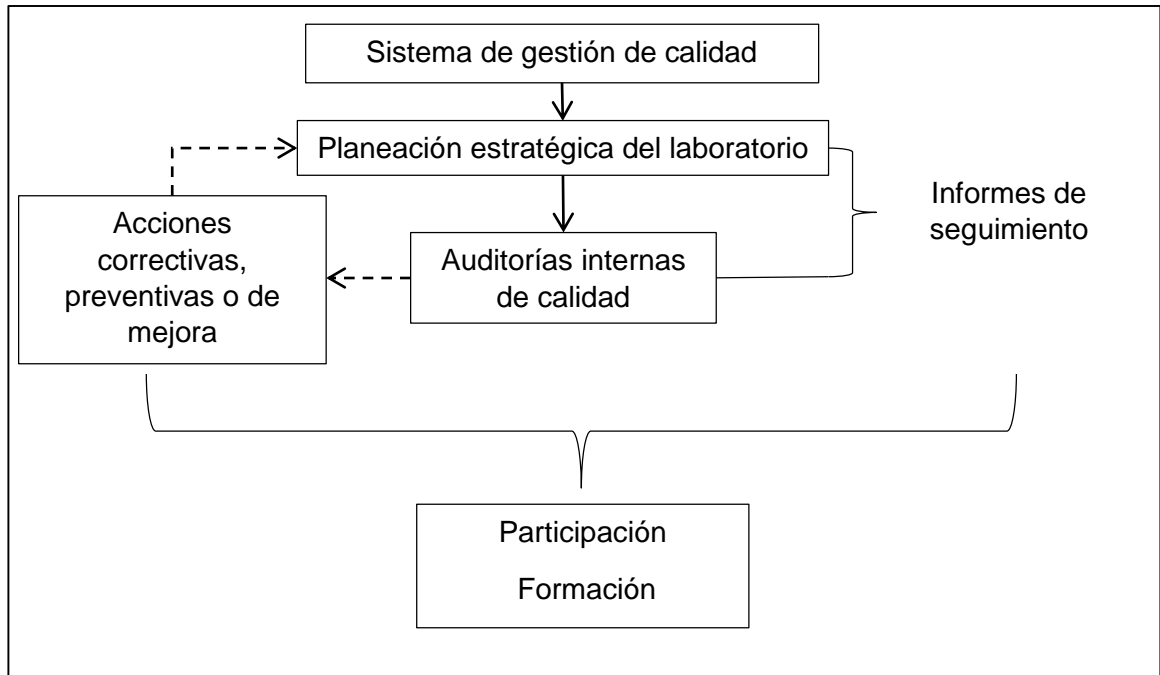 Sistema de gestión de calidad
Planeación estratégica del laboratorio
Informes de
seguimiento
Acciones
correctivas,
preventivas o de
mejora
Auditorías internas
de calidad
Participación
Formación